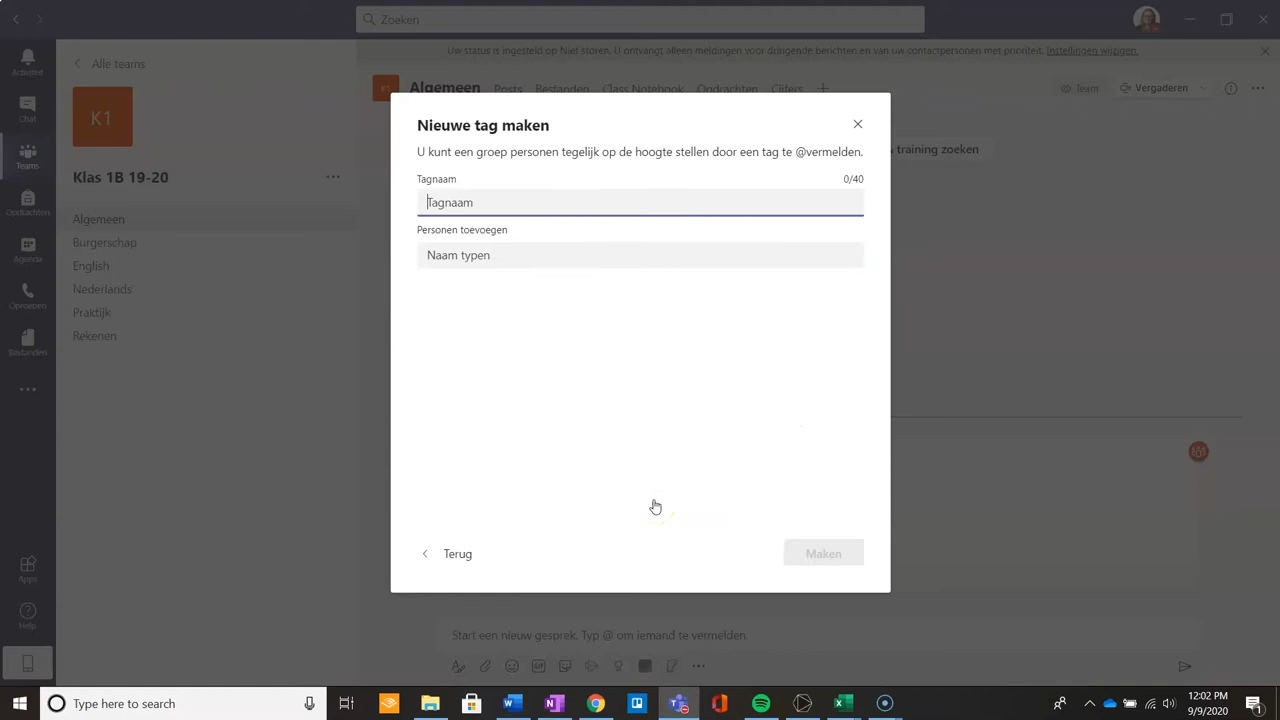 Zoeken
Uw status is ingesteld op Niet storen. U ontvangt alleen meldingen voor dringende berichten en van uw contactpersonen met prioriteit. Instellingen wijzigen.
Activiteit
Chat
Teams
Opdrachten
Agenda
Oproepen
Bestanden
Apps
Help
Alle teams
K1
Klas 1B 19-20
Algemeen
Burgerschap
English
Nederlands
Praktijk
Rekenen
K1 Algemeen Posts Bestanden Class Notebook Opdrachten Cijfers
Team Vergaderen
& training zoeken
Nieuwe tag maken
U kunt een groep personen tegelijk op de hoogte stellen door een tag te @vermelden.
Tagnaam 0/40
Tagnaam
Personen toevoegen
Naam typen
Terug Maken
Start een nieuw gesprek. Typ @ om iemand te vermelden
Type here to search
12:02 PM
9/9/2020